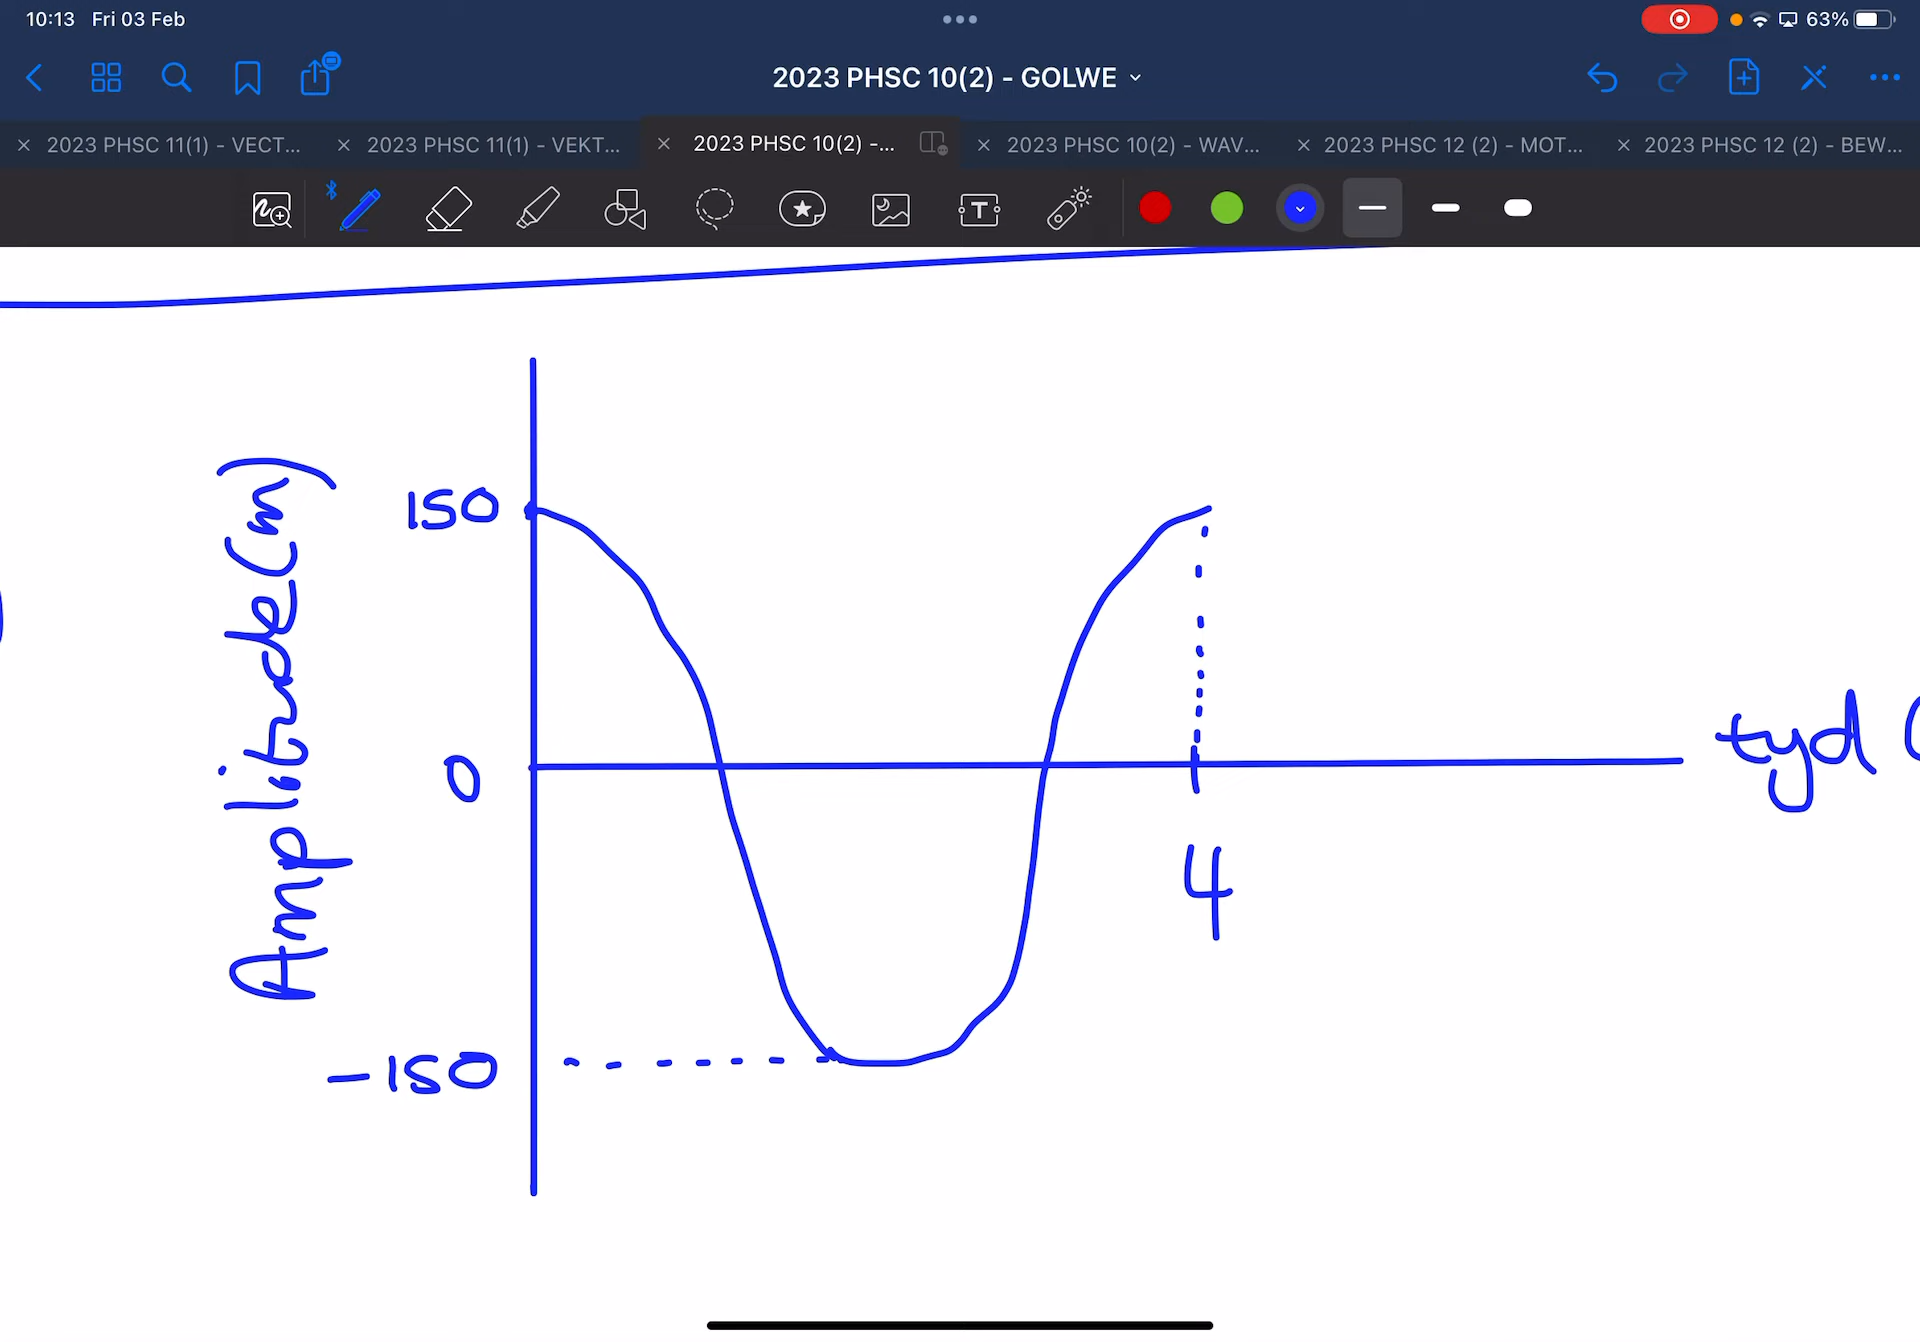 10:13 Fri 03 Feb
63%
2023 PHSC 10(2) - GOLWE
2023 PHSC 11(1) - VECT...
2023 PHSC 11(1) - VEKT...
2023 PHSC 10(2) -...
2023 PHSC 10(2) - WAV...
2023 PHSC 12 (2) - MOT...
2023 PHSC 12 (2) - BEW...
T
Amplitude (m)
150
0
-150
4
tyd (